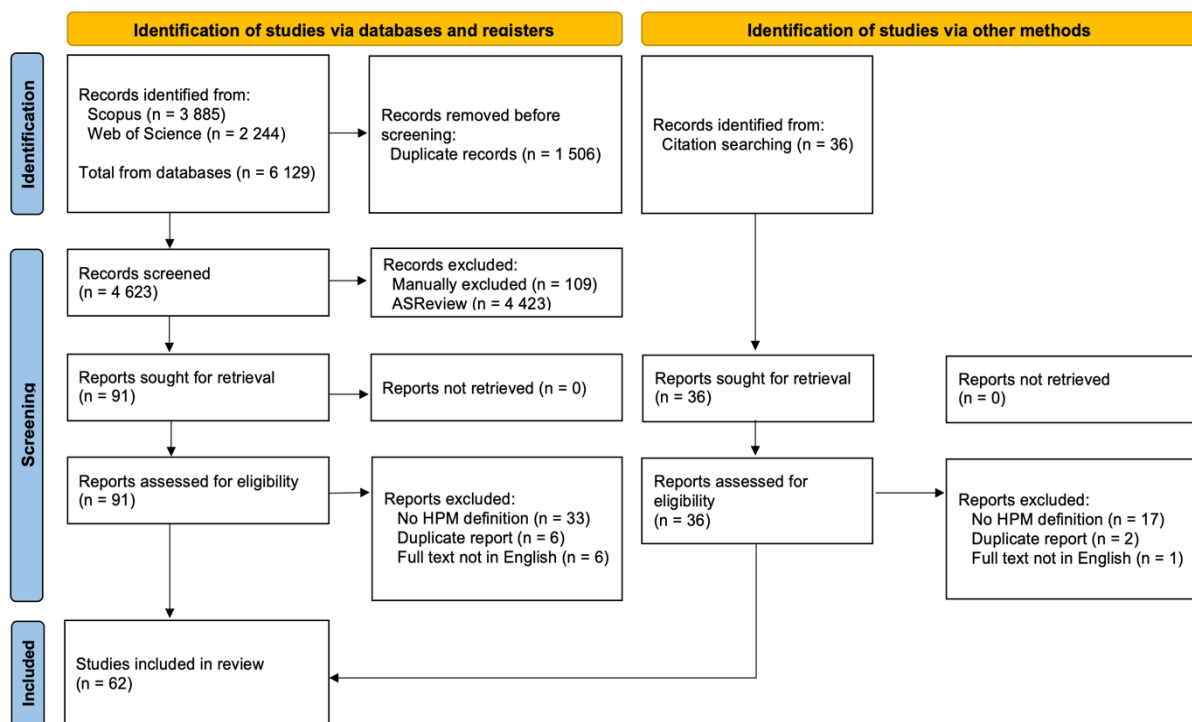 Identification of studies via databases and registers
Identification of studies via other methods
Identification
Records identified from:
Scopus (n = 3 885)
Web of Science (n = 2 244)
Total from databases (n = 6 129)
Records removed before
screening:
Duplicate records (n = 1 506)
Records identified from:
Citation searching (n = 36)
Screening
Records screened
(n = 4 623)
Records excluded:
Manually excluded (n = 109)
ASReview (n = 4 423)
Reports sought for retrieval
(n = 91)
Reports not retrieved (n = 0)
Reports sought for retrieval
(n = 36)
Reports not retrieved
(n = 0)
Reports assessed for eligibility
(n = 91)
Reports excluded:
No HPM definition (n = 33)
Duplicate report (n = 6)
Full text not in English (n = 6)
Reports assessed for
eligibility
(n = 36)
Reports excluded:
No HPM definition (n = 17)
Duplicate report (n = 2)
Full text not in English (n = 1)
Included
Studies included in review
(n = 62)